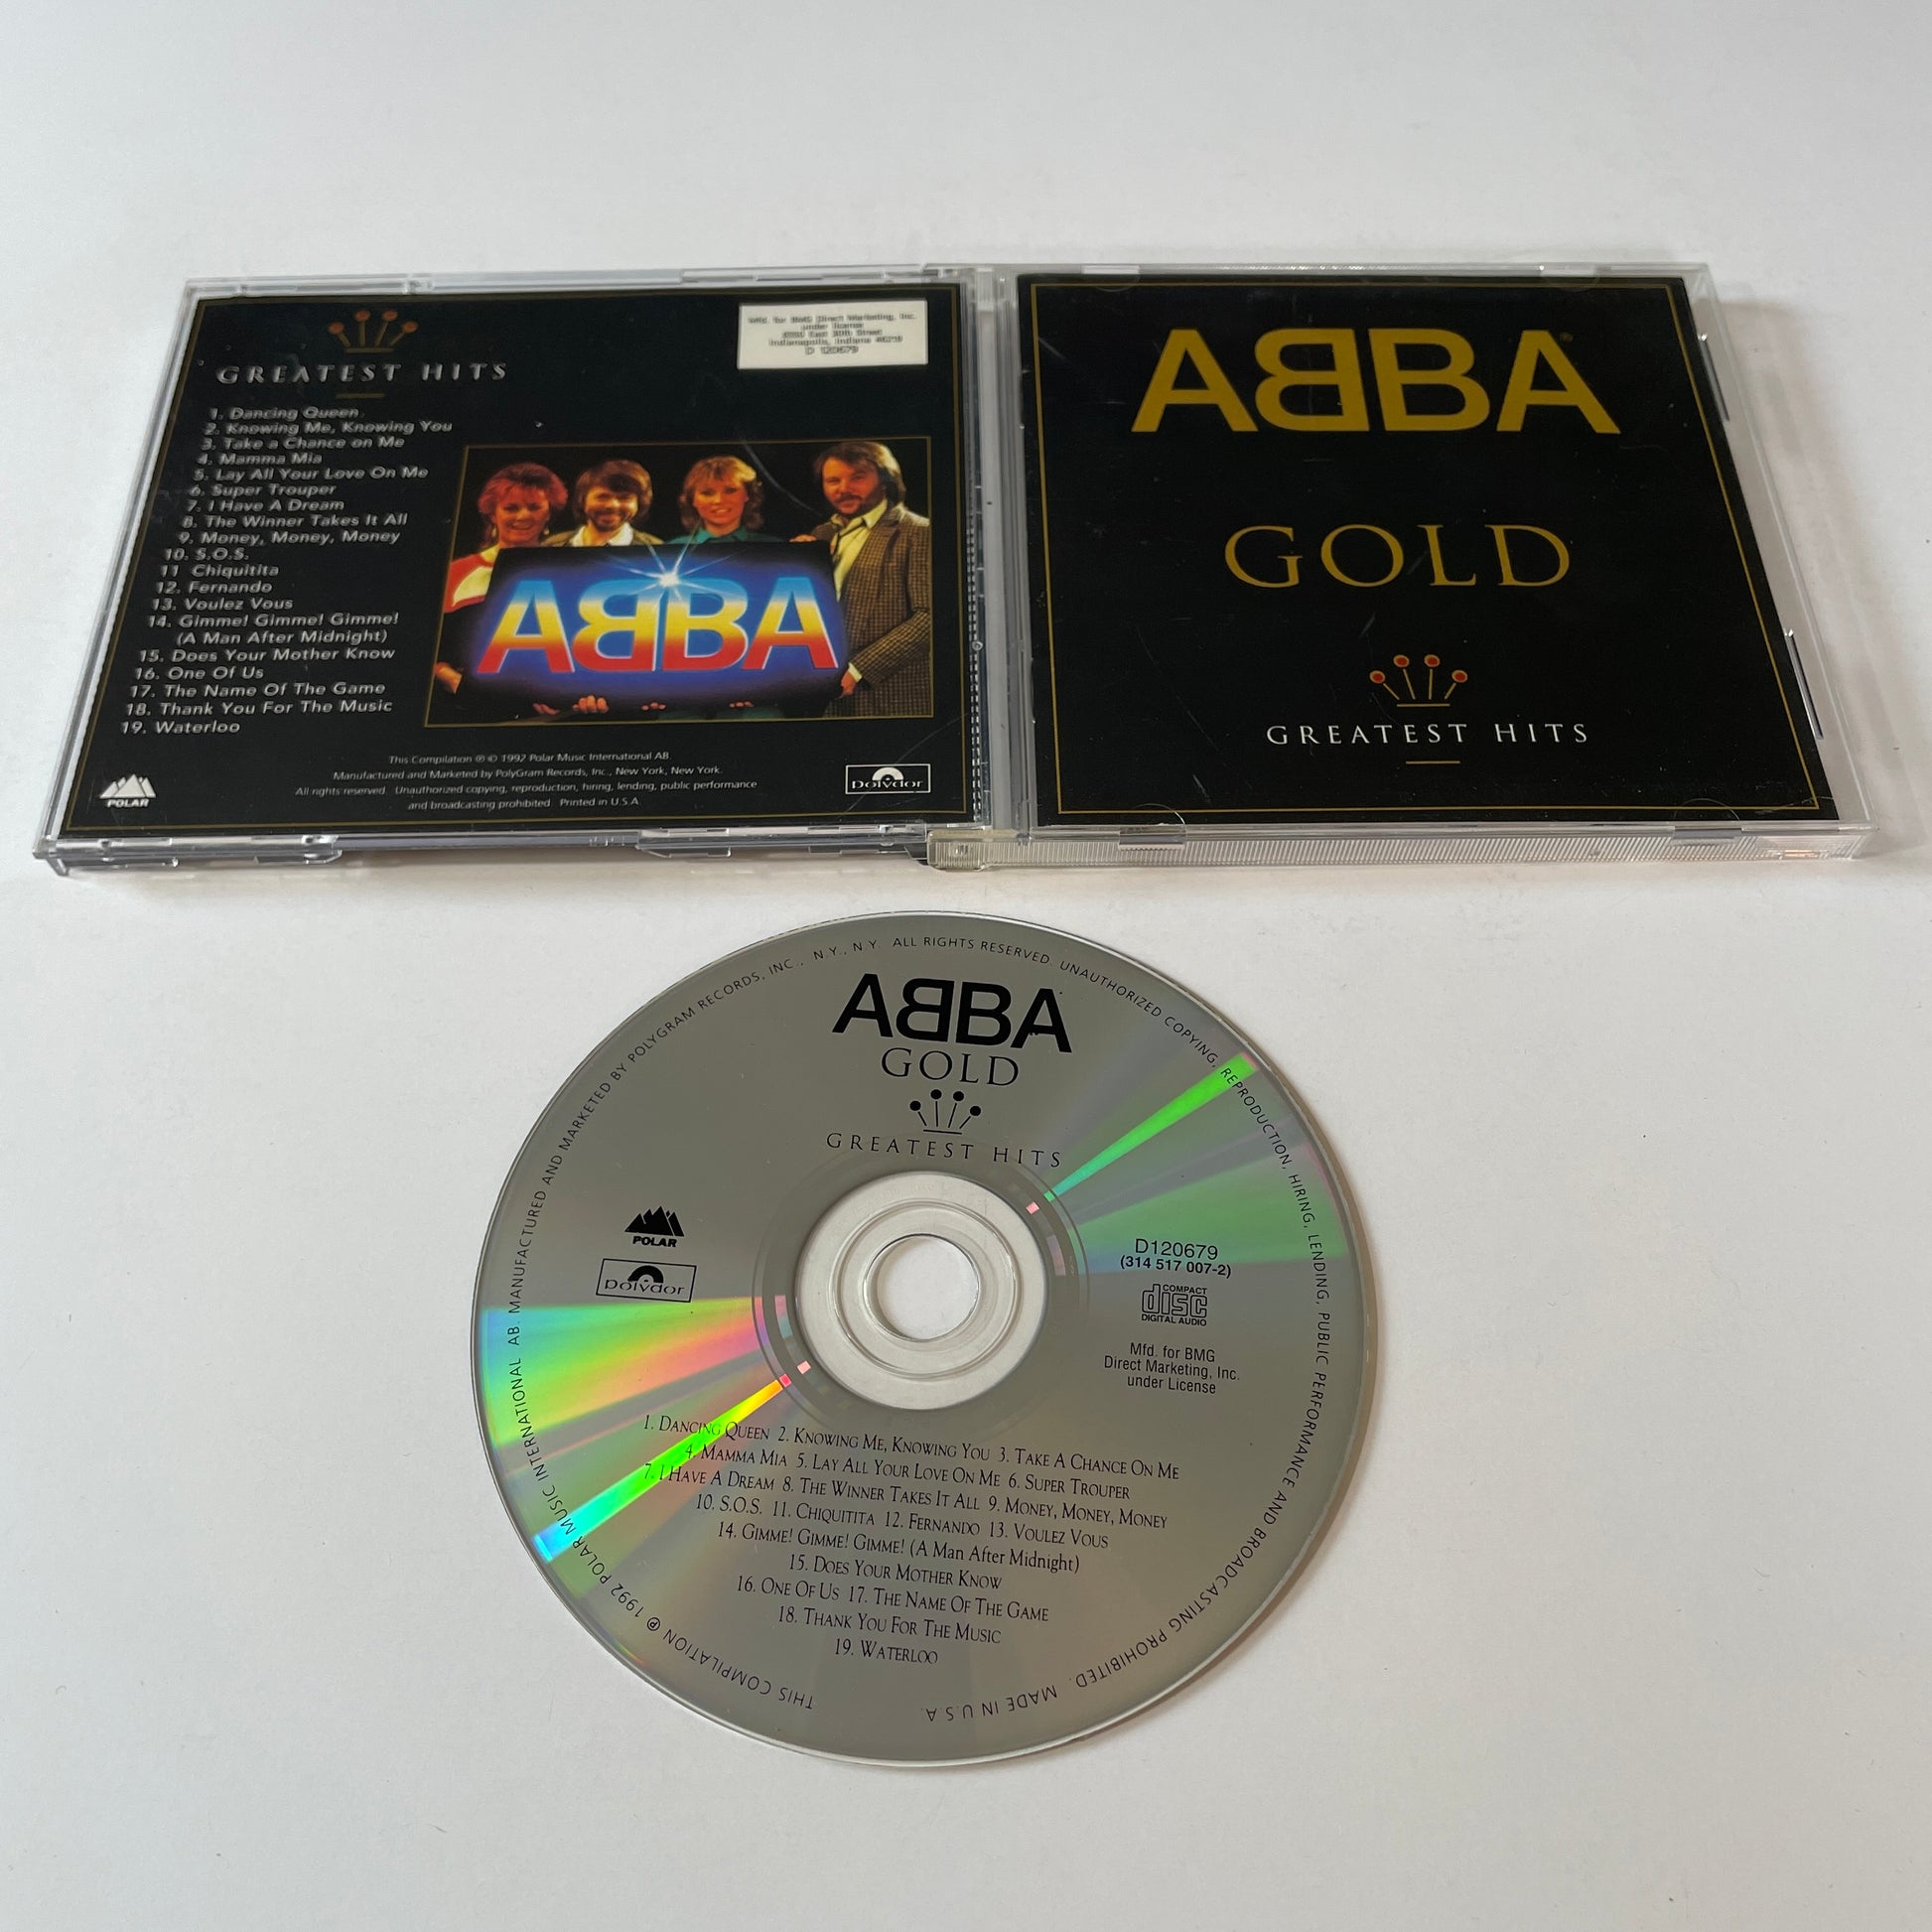 GREATEST HITS
1. Dancing Queen
2. Knowing Me, Knowing You
3. Take a Chance on Me
4. Mamma Mia
5. Lay All Your Love On Me
6. Super Trouper
7. I Have A Dream
8. The Winner Takes It All
9. Money, Money, Money
10. S.O.S.
11 Chiquitita
12. Fernando
13. Voulez Vous
14. Gimme! Gimme! Gimme!
(A Man After Midnight)
15. Does Your Mother Know
16. One Of Us
17. The Name Of The Game
18. Thank You For The Music
19. Waterloo
Mfd. for BMG Direct Marketing, Inc.
under license
East 30th Street
Indianapolis, Indiana
D 120679
ABBA
This Compilation ℗ © 1992 Polar Music International AB.
Manufactured and Marketed by PolyGram Records, Inc., New York, New York.
All rights reserved. Unauthorized copying, reproduction, hiring, lending, public performance
and broadcasting prohibited. Printed in U.S.A.
POLAR
Polydor
ABBA
GOLD
GREATEST HITS
ABBA
GOLD
GREATEST HITS
POLAR
Polydor
D120679
(314 517 007-2)
COMPACT
disc
DIGITAL AUDIO
Mfd. for BMG
Direct Marketing, Inc.
under License
1. DANCING QUEEN 2. KNOWING ME, KNOWING YOU 3. TAKE A CHANCE ON ME
4. MAMMA MIA 5. LAY ALL YOUR LOVE ON ME 6. SUPER TROUPER
7. I HAVE A DREAM 8. THE WINNER TAKES IT ALL 9. MONEY, MONEY, MONEY
10. S.O.S. 11. CHIQUITITA 12. FERNANDO 13. VOULEZ VOUS
14. GIMME! GIMME! GIMME! (A MAN AFTER MIDNIGHT)
15. DOES YOUR MOTHER KNOW
16. ONE OF US 17. THE NAME OF THE GAME
18. THANK YOU FOR THE MUSIC
19. WATERLOO
THIS COMPILATION ℗ 1992 POLAR MUSIC INTERNATIONAL AB. MANUFACTURED AND MARKETED BY POLYGRAM RECORDS, INC., N.Y., N.Y. ALL RIGHTS RESERVED. UNAUTHORIZED COPYING, REPRODUCTION, HIRING, LENDING, PUBLIC PERFORMANCE AND BROADCASTING PROHIBITED. MADE IN U.S.A.